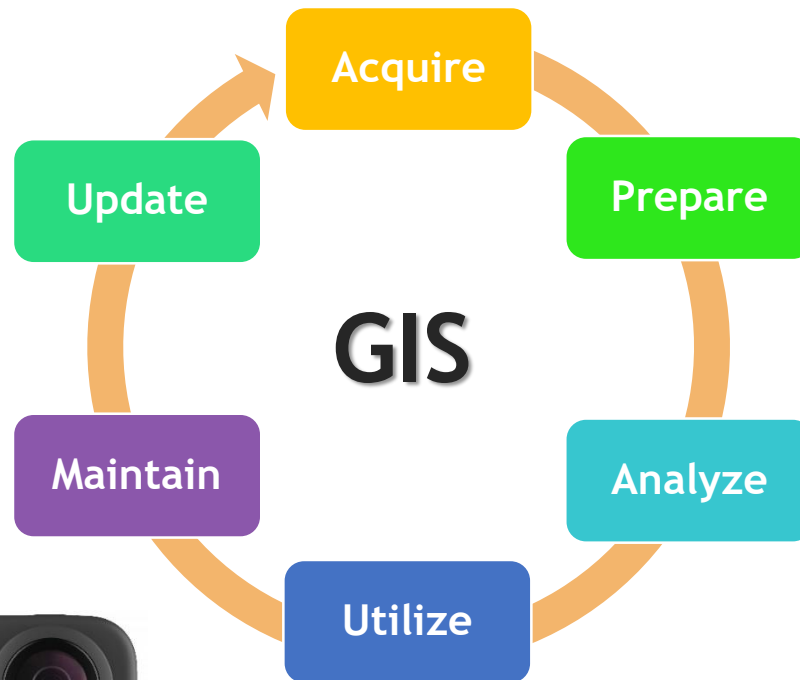 Acquire
Prepare
Analyze
Utilize
Maintain
Update
GIS